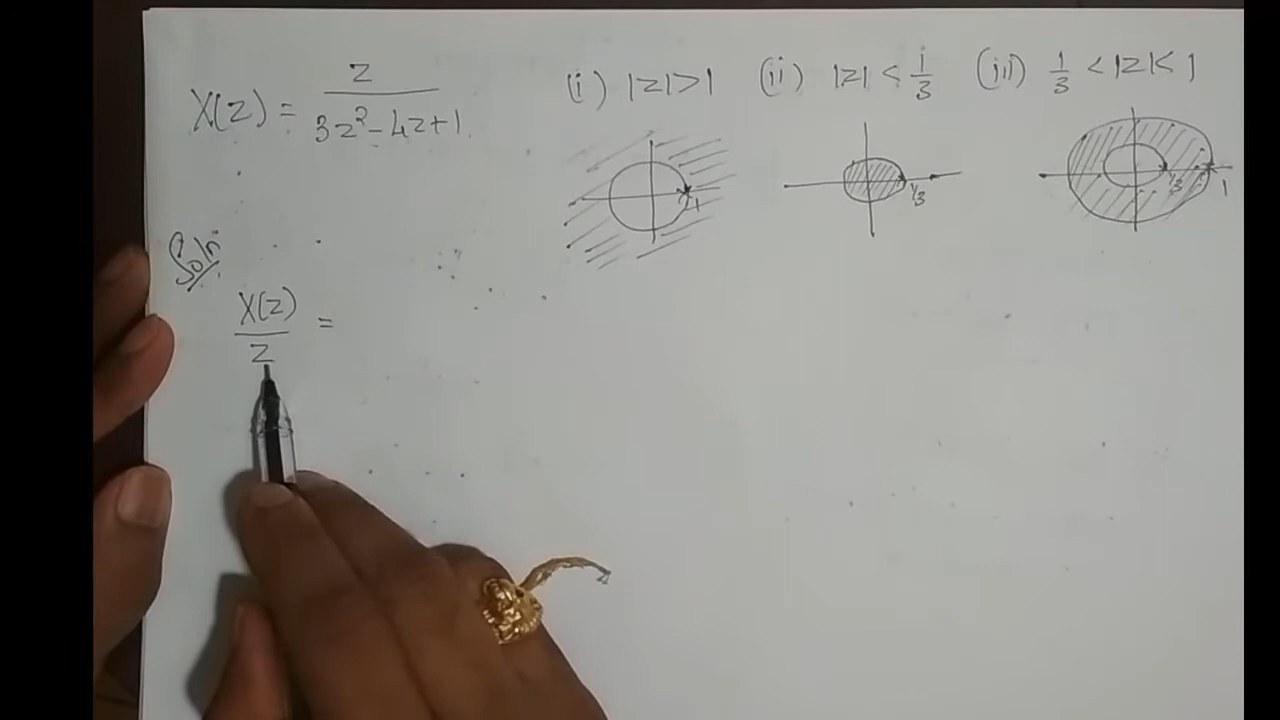 X(z) = z / 3z² - 4z + 1. (i) |z| > 1 (ii) |z| < 1/3 (iii) 1/3 < |z| < 1
1 1/3 1/3 1
Soln
X(z) / z =